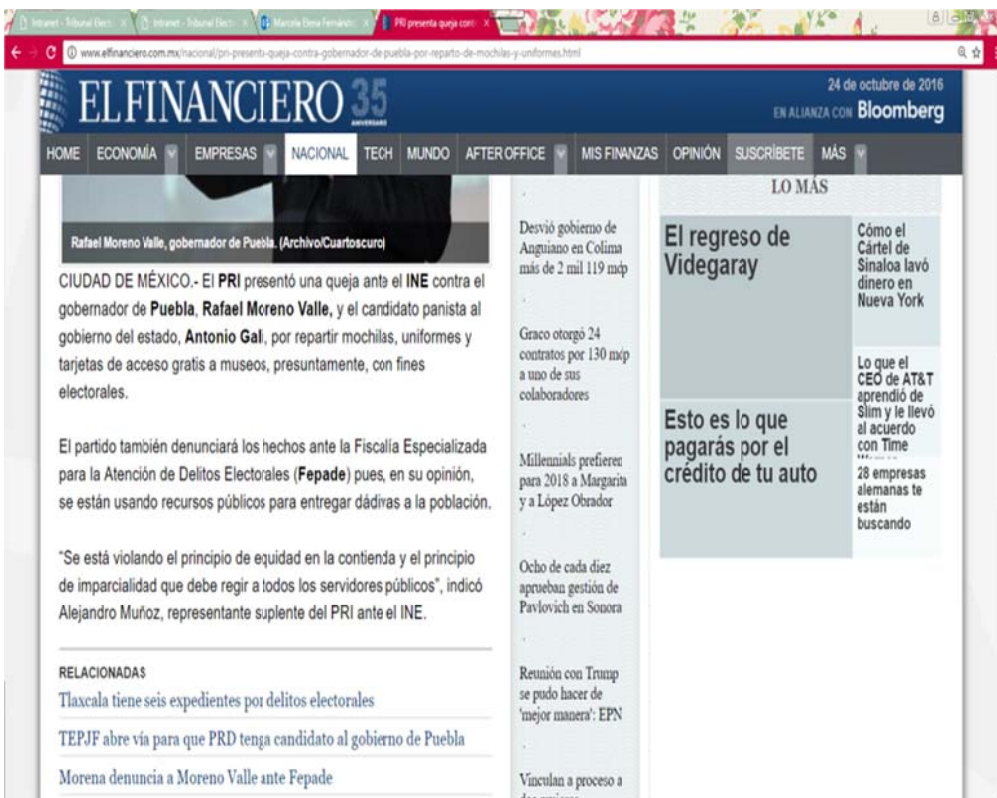 Intranet - Tribunal Elect
Intranet - Tribunal Elect
Marcela Elena Fernánd
PRI presenta queja cont
www.elfinanciero.com.mx/nacional/pri-presenta-queja-contra-gobernador-de-puebla-por-reparto-de-mochilas-y-uniformes.html
EL FINANCIERO 35
ANIVERSARIO
24 de octubre de 2016
EN ALIANZA CON Bloomberg
HOME ECONOMÍA EMPRESAS NACIONAL TECH MUNDO AFTER OFFICE MIS FINANZAS OPINIÓN SUSCRÍBETE MÁS
Rafael Moreno Valle, gobernador de Puebla. (Archivo/Cuartoscuro)
CIUDAD DE MÉXICO.- El PRI presentó una queja ante el INE contra el
gobernador de Puebla, Rafael Moreno Valle, y el candidato panista al
gobierno del estado, Antonio Gali, por repartir mochilas, uniformes y
tarjetas de acceso gratis a museos, presuntamente, con fines
electorales.
El partido también denunciará los hechos ante la Fiscalía Especializada
para la Atención de Delitos Electorales (Fepade) pues, en su opinión,
se están usando recursos públicos para entregar dádivas a la población.
“Se está violando el principio de equidad en la contienda y el principio
de imparcialidad que debe regir a todos los servidores públicos”, indicó
Alejandro Muñoz, representante suplente del PRI ante el INE.
RELACIONADAS
Tlaxcala tiene seis expedientes por delitos electorales
TEPJF abre vía para que PRD tenga candidato al gobierno de Puebla
Morena denuncia a Moreno Valle ante Fepade
Desvió gobierno de
Anguiano en Colima
más de 2 mil 119 mdp
Graco otorgó 24
contratos por 130 mdp
a uno de sus
colaboradores
Millennials prefieren
para 2018 a Margarita
y a López Obrador
Ocho de cada diez
aprueban gestión de
Pavlovich en Sonora
Reunión con Trump
se pudo hacer de
'mejor manera': EPN
Vinculan a proceso a
LO MÁS
El regreso de
Videgaray
Esto es lo que
pagarás por el
crédito de tu auto
Cómo el
Cártel de
Sinaloa lavó
dinero en
Nueva York
Lo que el
CEO de AT&T
aprendió de
Slim y le llevó
al acuerdo
con Time
28 empresas
alemanas te
están
buscando